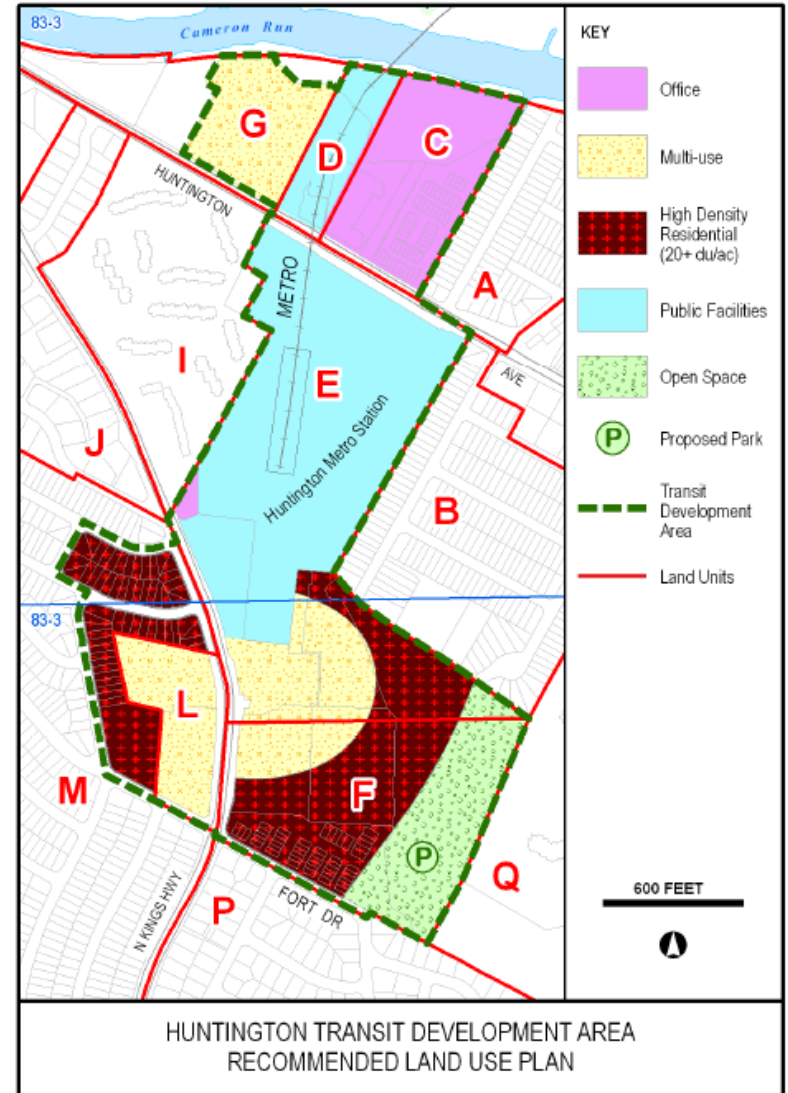 83-3
Cameron Run
G
D
C
HUNTINGTON
METRO
A
I
E
AVE
Huntington Metro Station
J
B
83-3
L
M
F
P
Q
N KINGS HWY
P
FORT DR
KEY
Office
Multi-use
High Density
Residential
(20+ du/ac)
Public Facilities
Open Space
P
Proposed Park
Transit
Development
Area
Land Units
600 FEET
HUNTINGTON TRANSIT DEVELOPMENT AREA
RECOMMENDED LAND USE PLAN